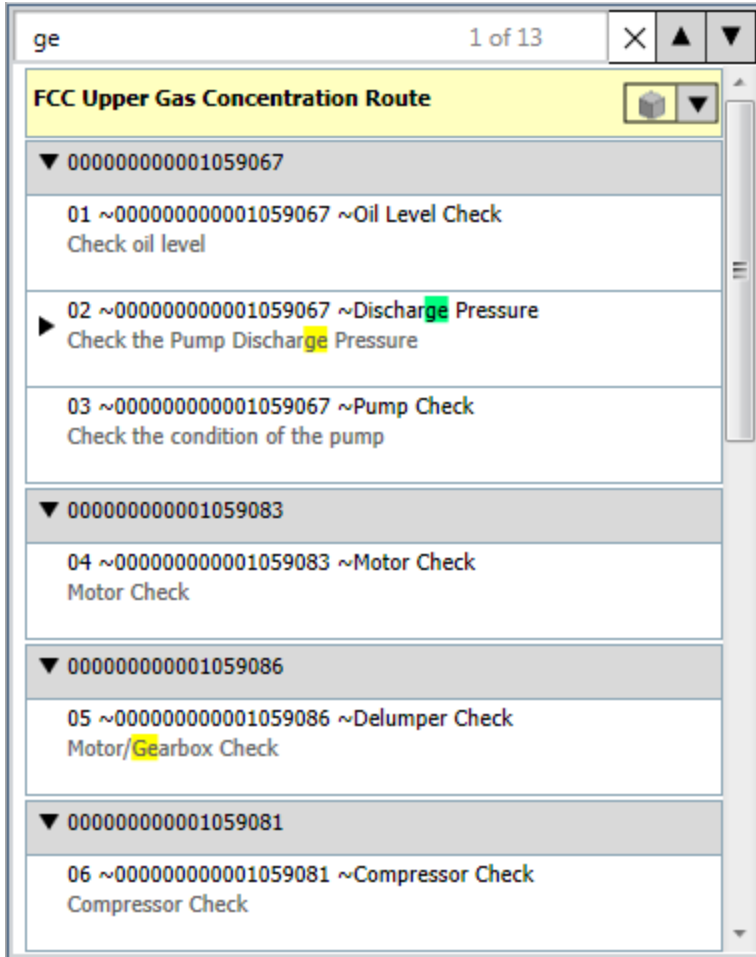 ge 1 of 13
FCC Upper Gas Concentration Route
000000000001059067
01 ~000000000001059067 ~Oil Level Check
Check oil level
02 ~000000000001059067 ~Discharge Pressure
Check the Pump Discharge Pressure
03 ~000000000001059067 ~Pump Check
Check the condition of the pump
000000000001059083
04 ~000000000001059083 ~Motor Check
Motor Check
000000000001059086
05 ~000000000001059086 ~Delumper Check
Motor/Gearbox Check
000000000001059081
06 ~000000000001059081 ~Compressor Check
Compressor Check